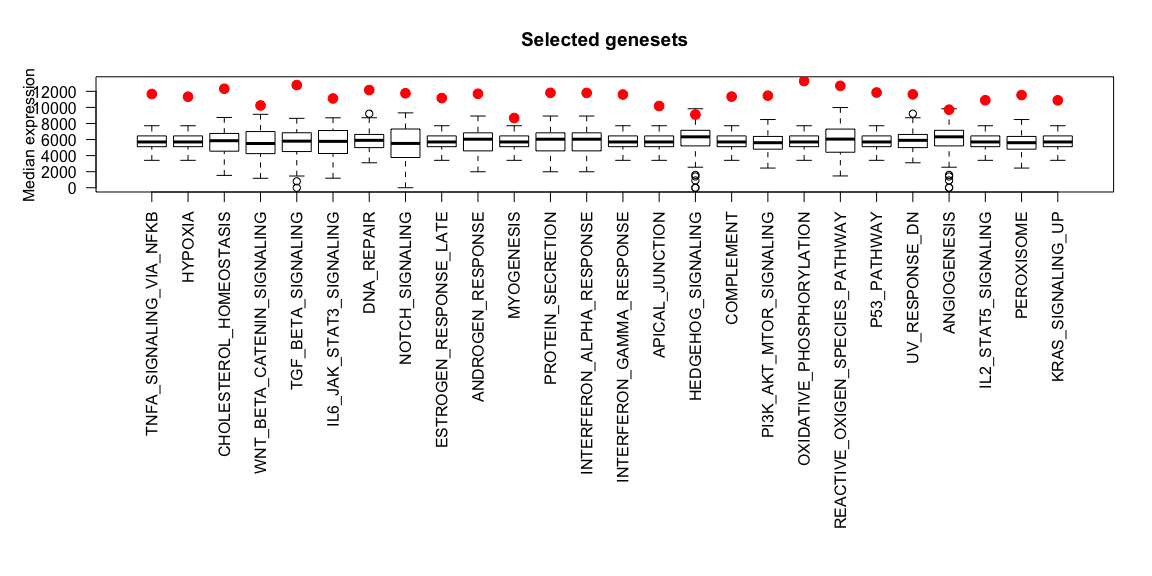 Selected genesets
Median expression
12000
10000
8000
6000
4000
2000
0
TNFA_SIGNALING_VIA_NFKB
HYPOXIA
CHOLESTEROL_HOMEOSTASIS
WNT_BETA_CATENIN_SIGNALING
TGF_BETA_SIGNALING
IL6_JAK_STAT3_SIGNALING
DNA_REPAIR
NOTCH_SIGNALING
ESTROGEN_RESPONSE_LATE
ANDROGEN_RESPONSE
MYOGENESIS
PROTEIN_SECRETION
INTERFERON_ALPHA_RESPONSE
INTERFERON_GAMMA_RESPONSE
APICAL_JUNCTION
HEDGEHOG_SIGNALING
COMPLEMENT
PI3K_AKT_MTOR_SIGNALING
OXIDATIVE_PHOSPHORYLATION
REACTIVE_OXIGEN_SPECIES_PATHWAY
P53_PATHWAY
UV_RESPONSE_DN
ANGIOGENESIS
IL2_STAT5_SIGNALING
PEROXISOME
KRAS_SIGNALING_UP